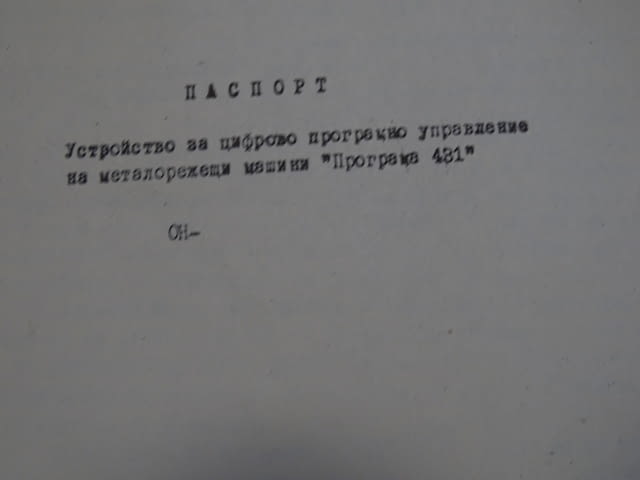 ПАСПОРТ
Устройство за цифрово програмно управление
на металорежещи машини "Програма 431"
ОН-